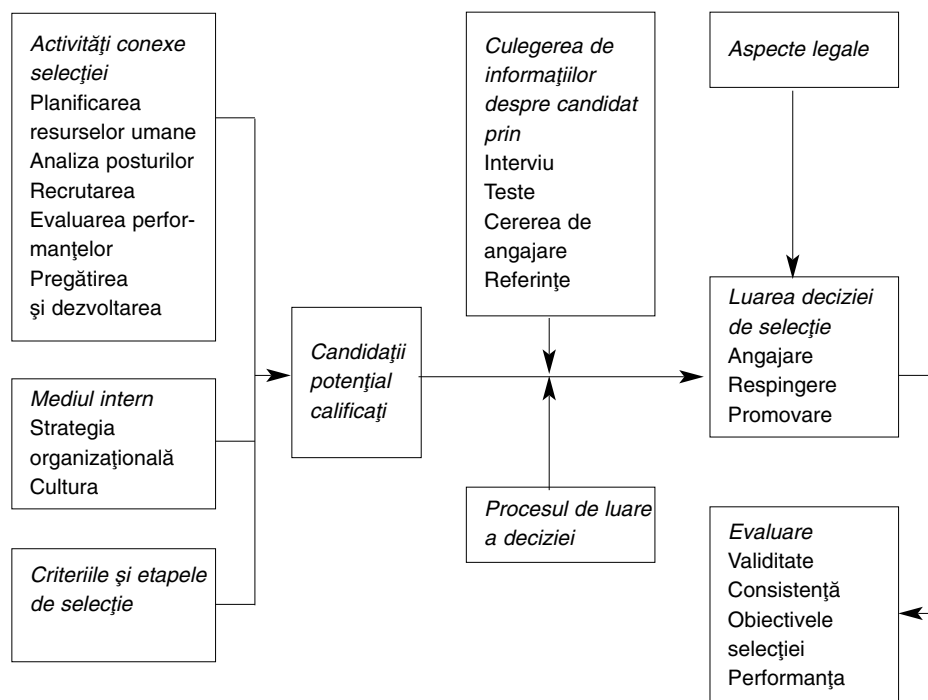 Activităţi conexe
selecţiei
Planificarea
resurselor umane
Analiza posturilor
Recrutarea
Evaluarea perfor-
manţelor
Pregătirea
şi dezvoltarea
Mediul intern
Strategia
organizaţională
Cultura
Criteriile şi etapele
de selecţie
Candidaţii
potenţial
calificaţi
Culegerea de
informaţiilor
despre candidat
prin
Interviu
Teste
Cererea de
angajare
Referinţe
Procesul de luare
a deciziei
Aspecte legale
Luarea deciziei
de selecţie
Angajare
Respingere
Promovare
Evaluare
Validitate
Consistenţă
Obiectivele
selecţiei
Performanţa